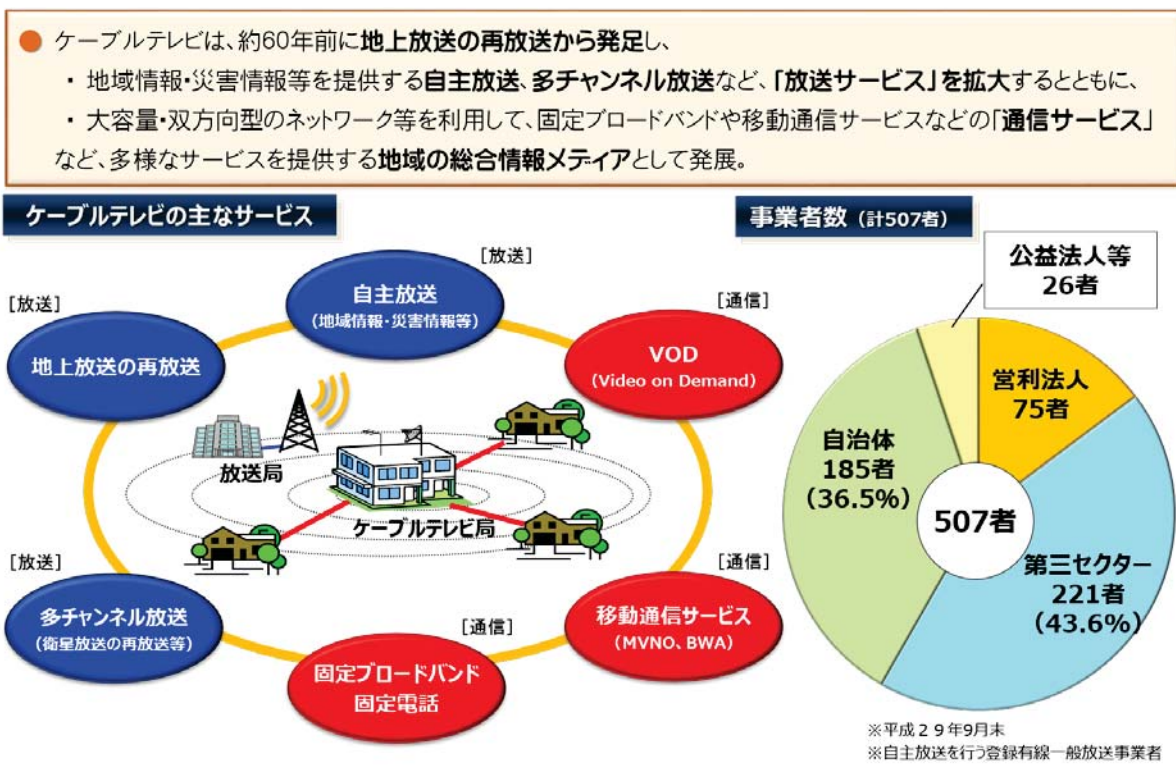 ● ケーブルテレビは、約60年前に地上放送の再放送から発足し、
・ 地域情報・災害情報等を提供する自主放送、多チャンネル放送など、「放送サービス」を拡大するとともに、
・ 大容量・双方向型のネットワーク等を利用して、固定ブロードバンドや移動通信サービスなどの「通信サービス」
など、多様なサービスを提供する地域の総合情報メディアとして発展。
ケーブルテレビの主なサービス
[放送]
自主放送
(地域情報・災害情報等)
[放送]
地上放送の再放送
[通信]
VOD
(Video on Demand)
放送局
ケーブルテレビ局
[放送]
多チャンネル放送
(衛星放送の再放送等)
[通信]
固定ブロードバンド
固定電話
[通信]
移動通信サービス
(MVNO、BWA)
事業者数 (計507者)
公益法人等
26者
営利法人
75者
自治体
185者
(36.5%)
507者
第三セクター
221者
(43.6%)
※平成29年9月末
※自主放送を行う登録有線一般放送事業者